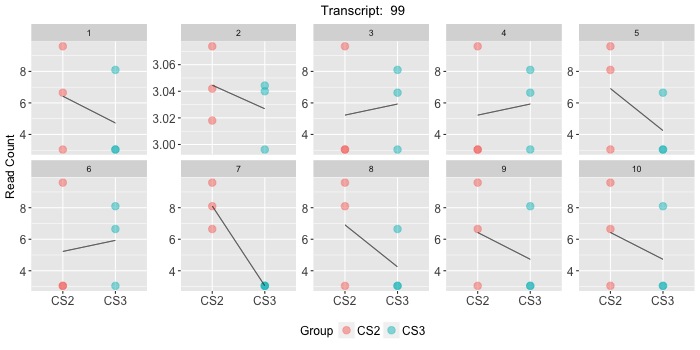 Transcript: 99
1 2 3 4 5
8 3.06 8 8 8
6 3.04 6 6 6
3.02
4 3.00 4 4 4
Read Count
6 7 8 9 10
8 8 8 8 8
6 6 6 6 6
4 4 4 4 4
CS2 CS3 CS2 CS3 CS2 CS3 CS2 CS3 CS2 CS3
Group CS2 CS3